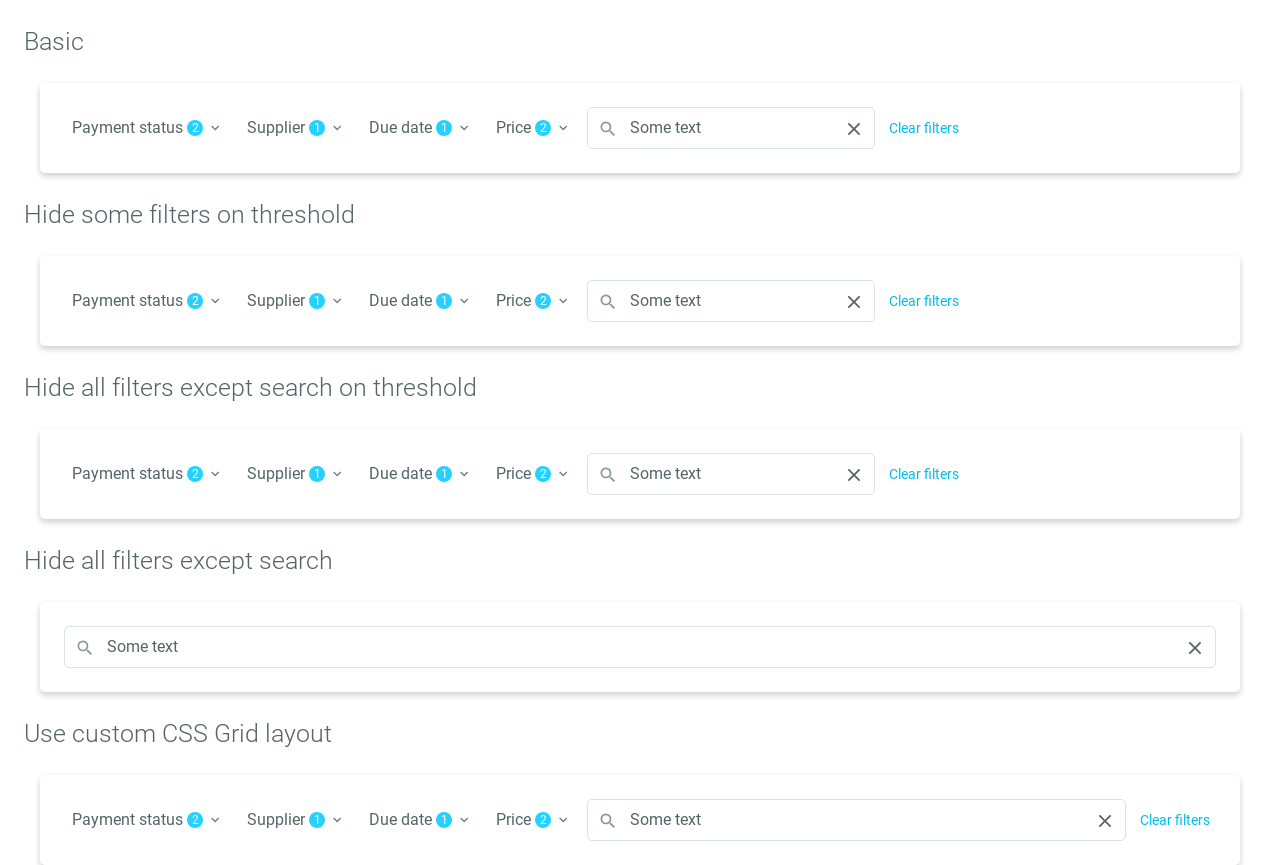 Basic
Payment status 2 Supplier 1 Due date 1 Price 2 Some text Clear filters
Hide some filters on threshold
Payment status 2 Supplier 1 Due date 1 Price 2 Some text Clear filters
Hide all filters except search on threshold
Payment status 2 Supplier 1 Due date 1 Price 2 Some text Clear filters
Hide all filters except search
Some text
Use custom CSS Grid layout
Payment status 2 Supplier 1 Due date 1 Price 2 Some text Clear filters